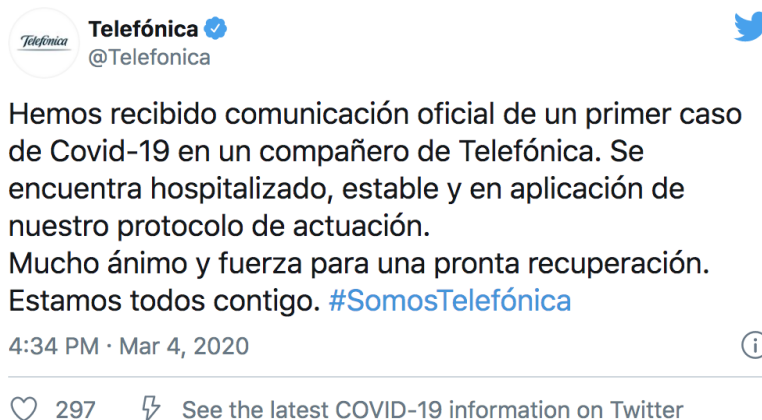 Telefónica
Telefónica
@Telefonica
Hemos recibido comunicación oficial de un primer caso
de Covid-19 en un compañero de Telefónica. Se
encuentra hospitalizado, estable y en aplicación de
nuestro protocolo de actuación.
Mucho ánimo y fuerza para una pronta recuperación.
Estamos todos contigo. #SomosTelefónica
4:34 PM · Mar 4, 2020
297 See the latest COVID-19 information on Twitter